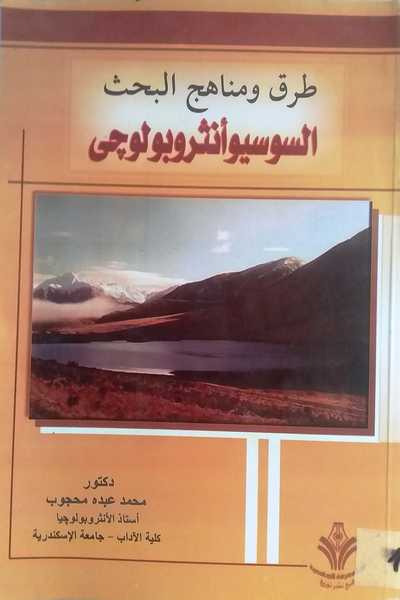 طرق ومناهج البحث
السوسيوأنثروبولوچى
دكتور
محمد عبده محجوب
أستاذ الأنثروبولوجيا
كلية الآداب - جامعة الإسكندرية